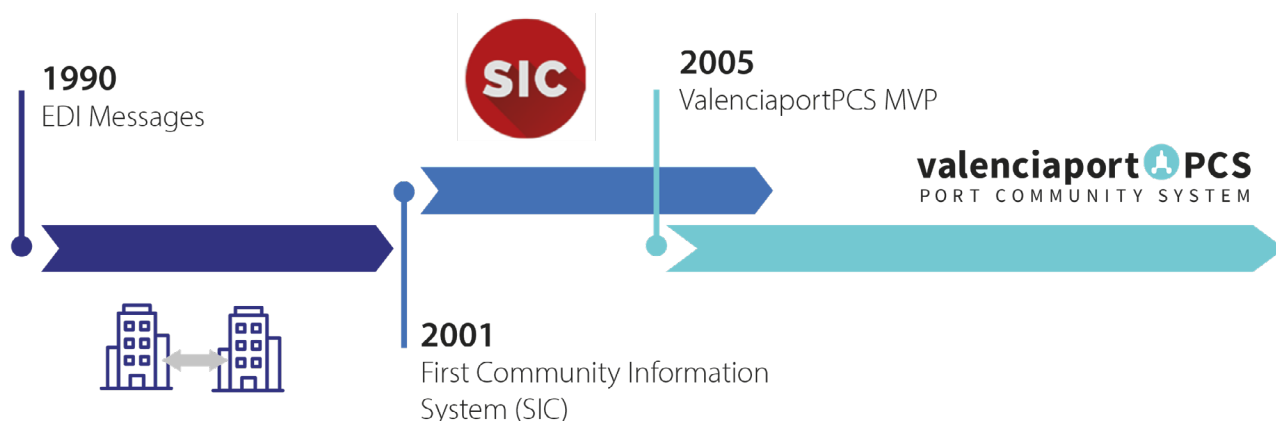 1990
EDI Messages
SIC
2005
ValenciaportPCS MVP
valenciaport PCS
PORT COMMUNITY SYSTEM
2001
First Community Information
System (SIC)